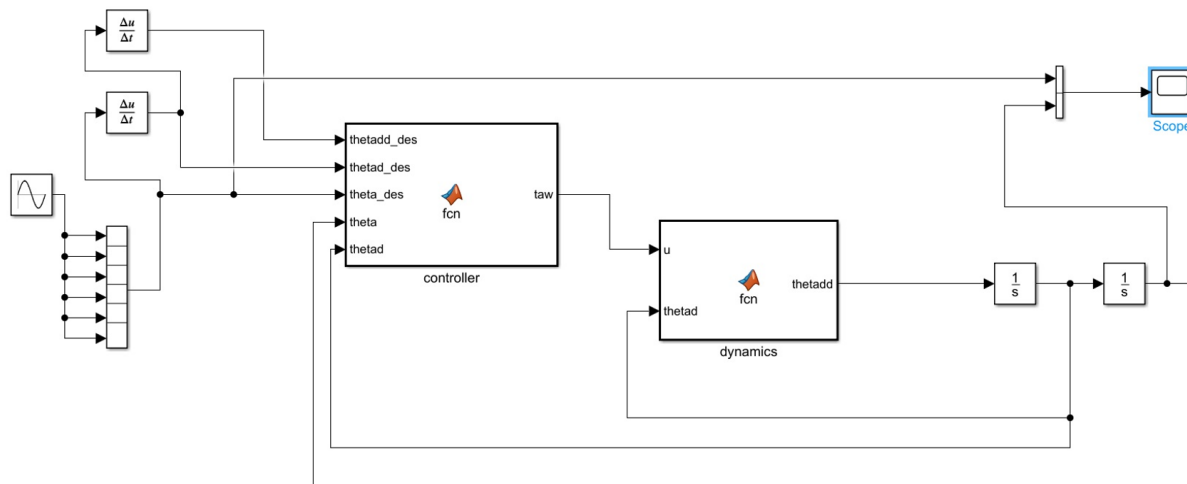 Δu
Δt
Δu
Δt
thetadd_des
thetad_des
theta_des
theta
thetad
fcn
taw
controller
u
thetad
fcn
thetadd
dynamics
1
s
1
s
Scope